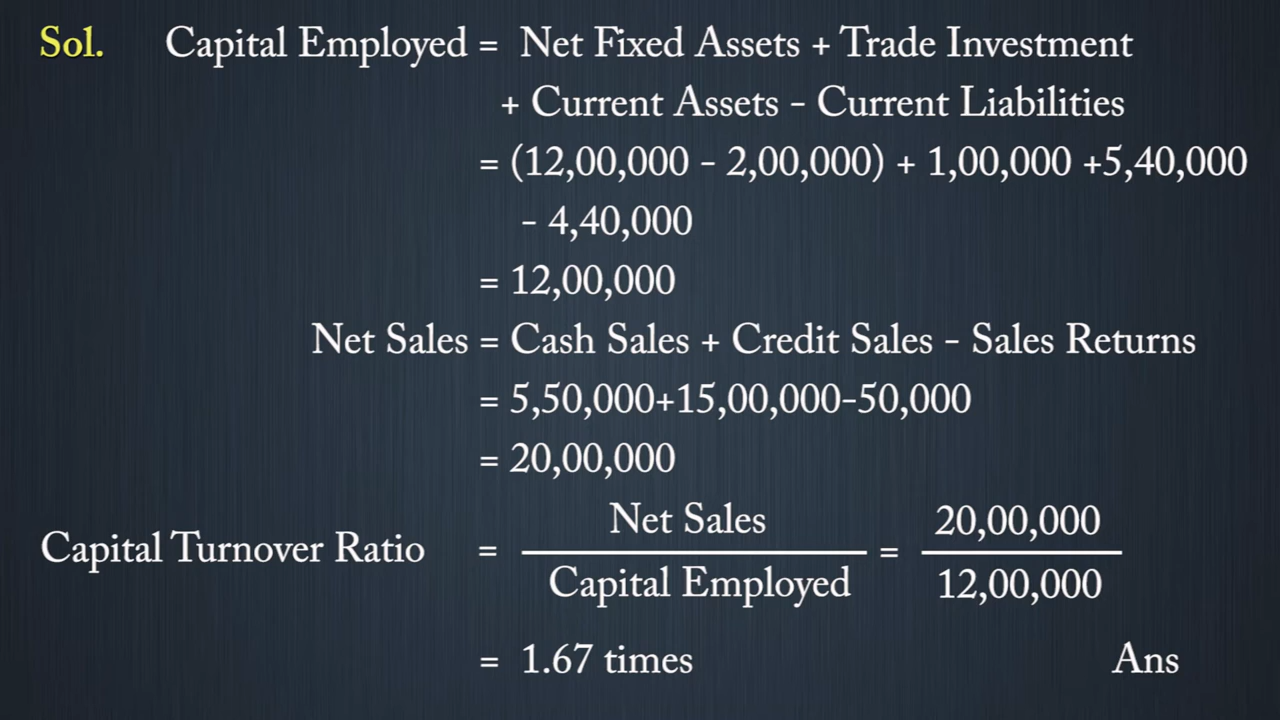 Sol. Capital Employed = Net Fixed Assets + Trade Investment
+ Current Assets - Current Liabilities
= (12,00,000 - 2,00,000) + 1,00,000 +5,40,000
- 4,40,000
= 12,00,000
Net Sales = Cash Sales + Credit Sales - Sales Returns
= 5,50,000+15,00,000-50,000
= 20,00,000
Net Sales 20,00,000
Capital Turnover Ratio = =
Capital Employed 12,00,000
= 1.67 times Ans